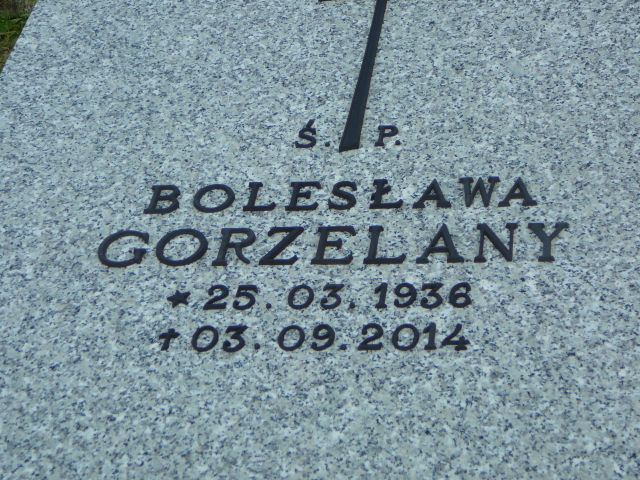 Ś. P.
BOLESŁAWA
GORZELANY
★ 25. 03. 1936
✝ 03. 09. 2014